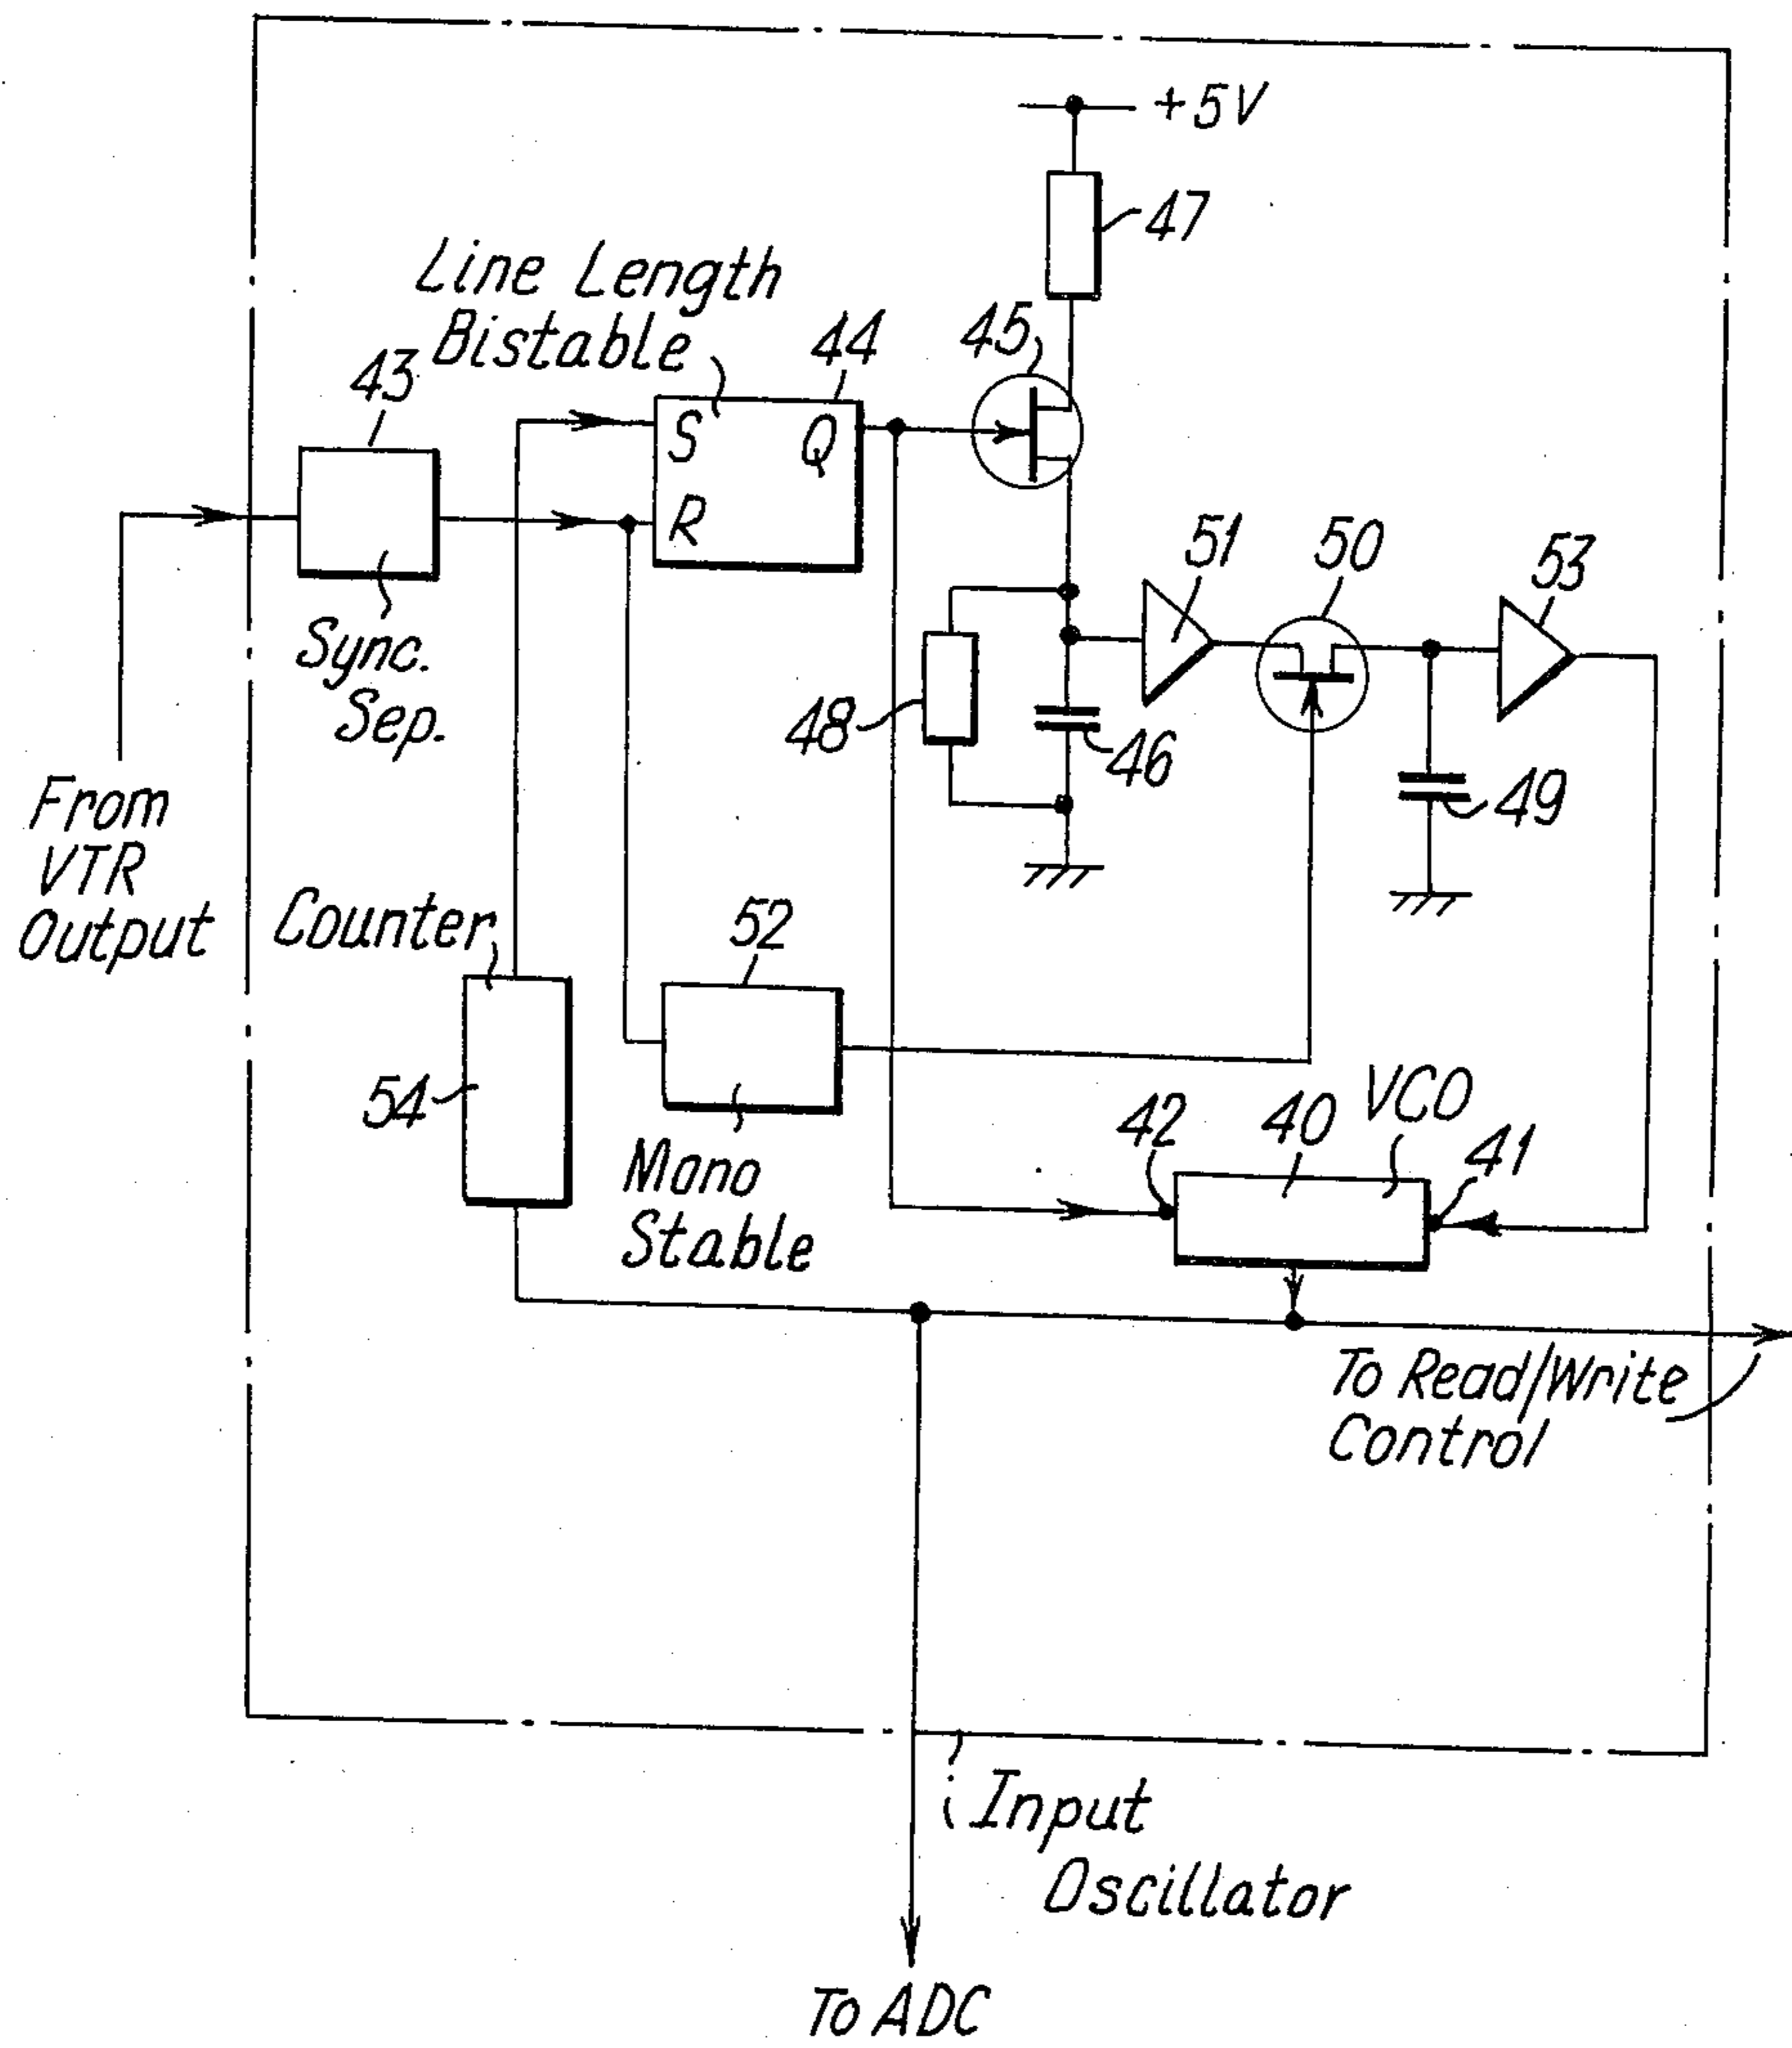 +5V
47
Line Length
Bistable
44
45
43
S
Q
R
51
50
53
Sync.
Sep.
48
46
49
From
VTR
Output
Counter
52
54
Mono
Stable
42
40
VCO
41
To Read/Write
Control
Input
Oscillator
To ADC